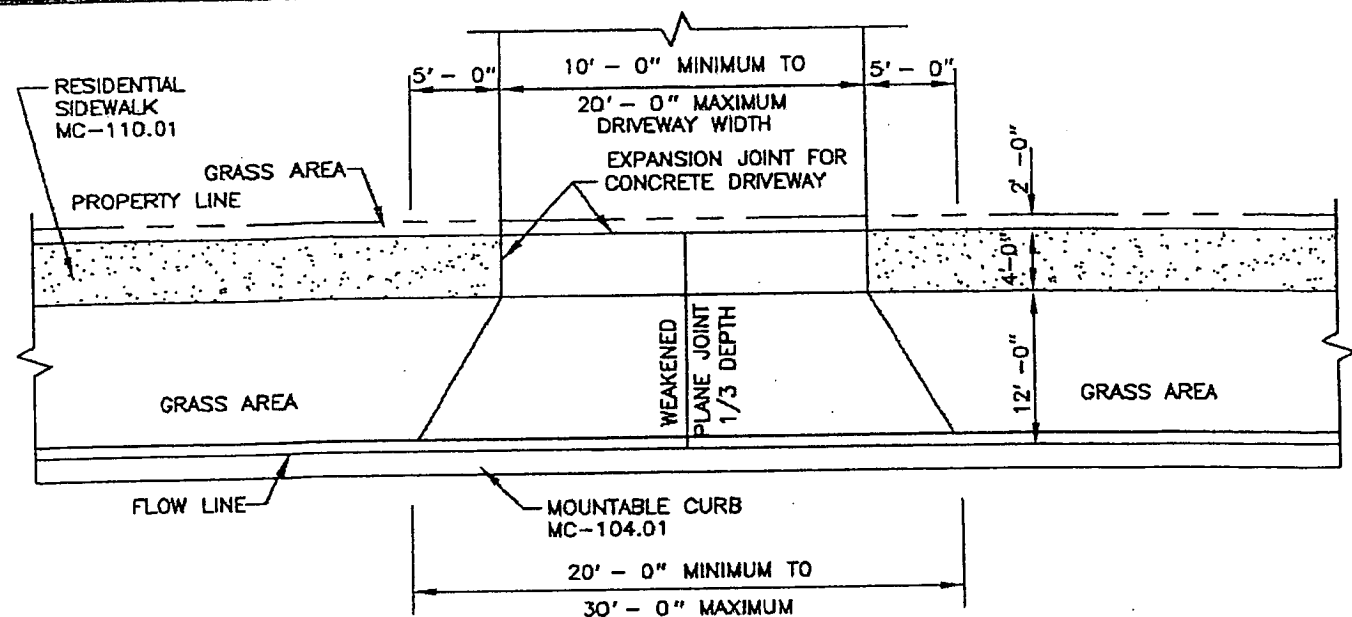 5' - 0"
10' - 0" MINIMUM TO
20' - 0" MAXIMUM
DRIVEWAY WIDTH
5' - 0"
RESIDENTIAL
SIDEWALK
MC-110.01
GRASS AREA
PROPERTY LINE
EXPANSION JOINT FOR
CONCRETE DRIVEWAY
2' -0"
4'-0"
12' -0"
WEAKENED
PLANE JOINT
1/3 DEPTH
GRASS AREA
GRASS AREA
FLOW LINE
MOUNTABLE CURB
MC-104.01
20' - 0" MINIMUM TO
30' - 0" MAXIMUM